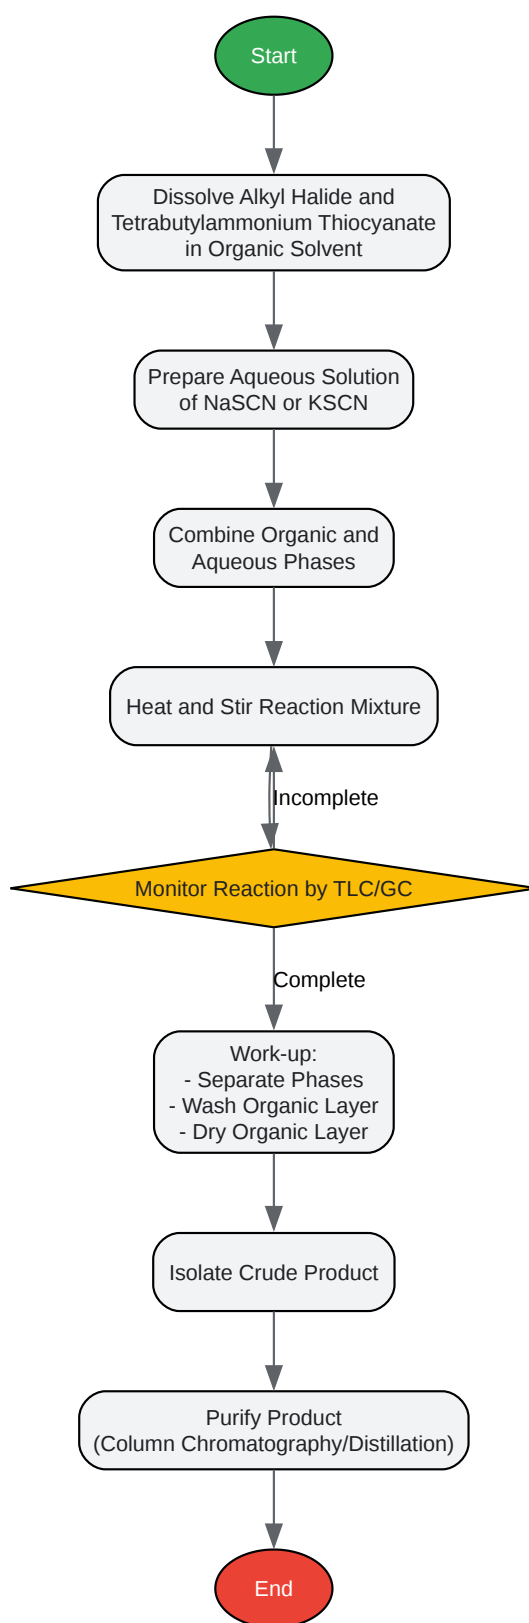 Start
Dissolve Alkyl Halide and
Tetrabutylammonium Thiocyanate
in Organic Solvent
Prepare Aqueous Solution
of NaSCN or KSCN
Combine Organic and
Aqueous Phases
Heat and Stir Reaction Mixture
Incomplete
Monitor Reaction by TLC/GC
Complete
Work-up:
- Separate Phases
- Wash Organic Layer
- Dry Organic Layer
Isolate Crude Product
Purify Product
(Column Chromatography/Distillation)
End